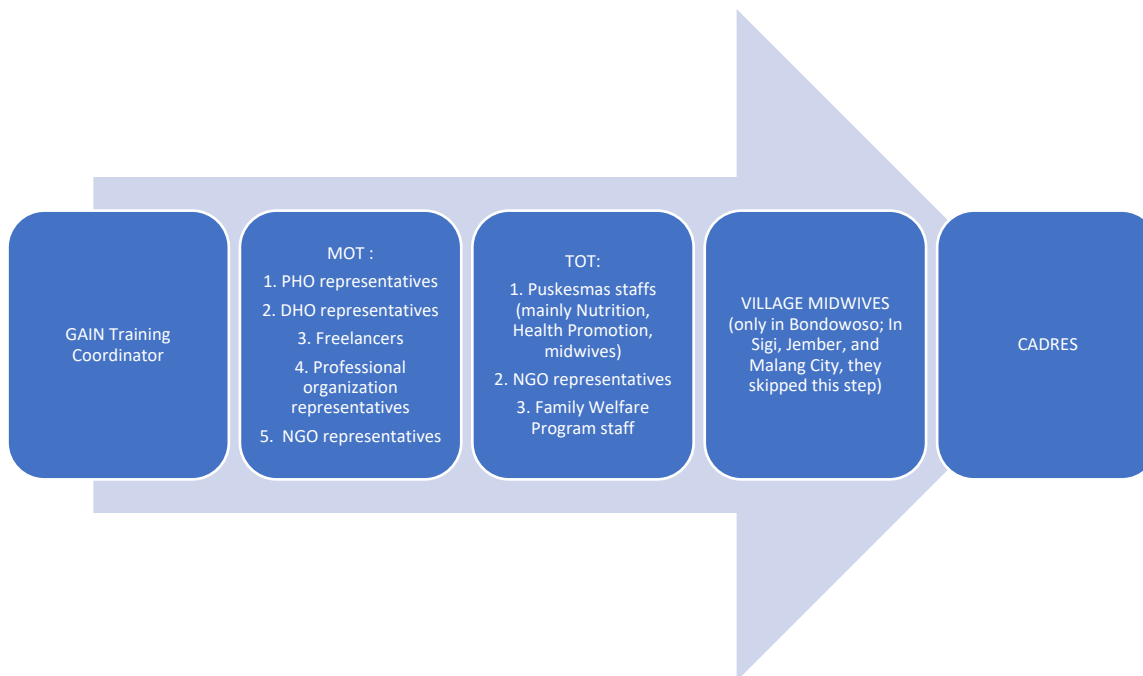 GAIN Training
Coordinator
MOT :
1. PHO representatives
2. DHO representatives
3. Freelancers
4. Professional
organization
representatives
5. NGO representatives
TOT:
1. Puskesmas staffs
(mainly Nutrition,
Health Promotion,
midwives)
2. NGO representatives
3. Family Welfare
Program staff
VILLAGE MIDWIVES
(only in Bondowoso; In
Sigi, Jember, and
Malang City, they
skipped this step)
CADRES